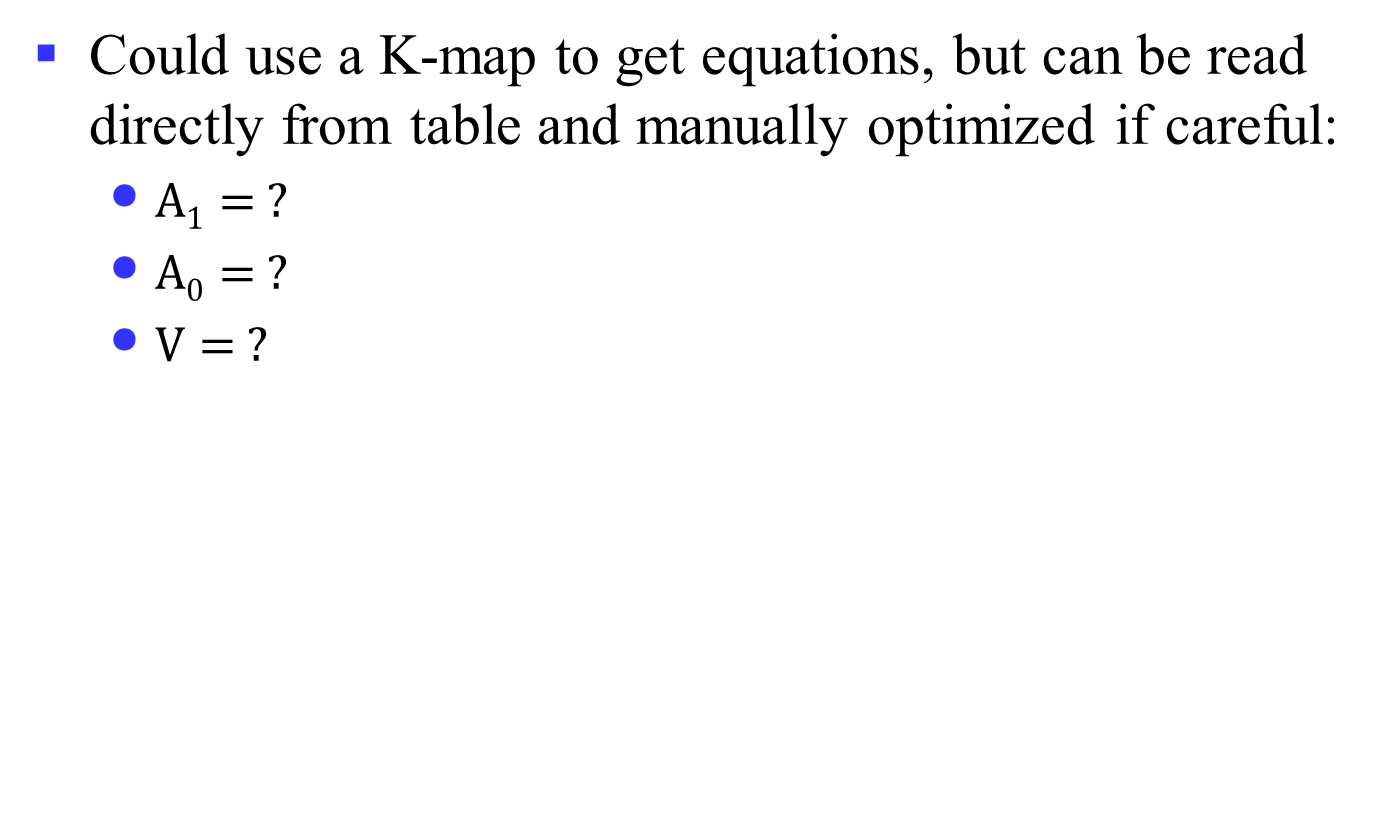 Could use a K-map to get equations, but can be read
directly from table and manually optimized if careful:
A₁ = ?
A₀ = ?
V = ?